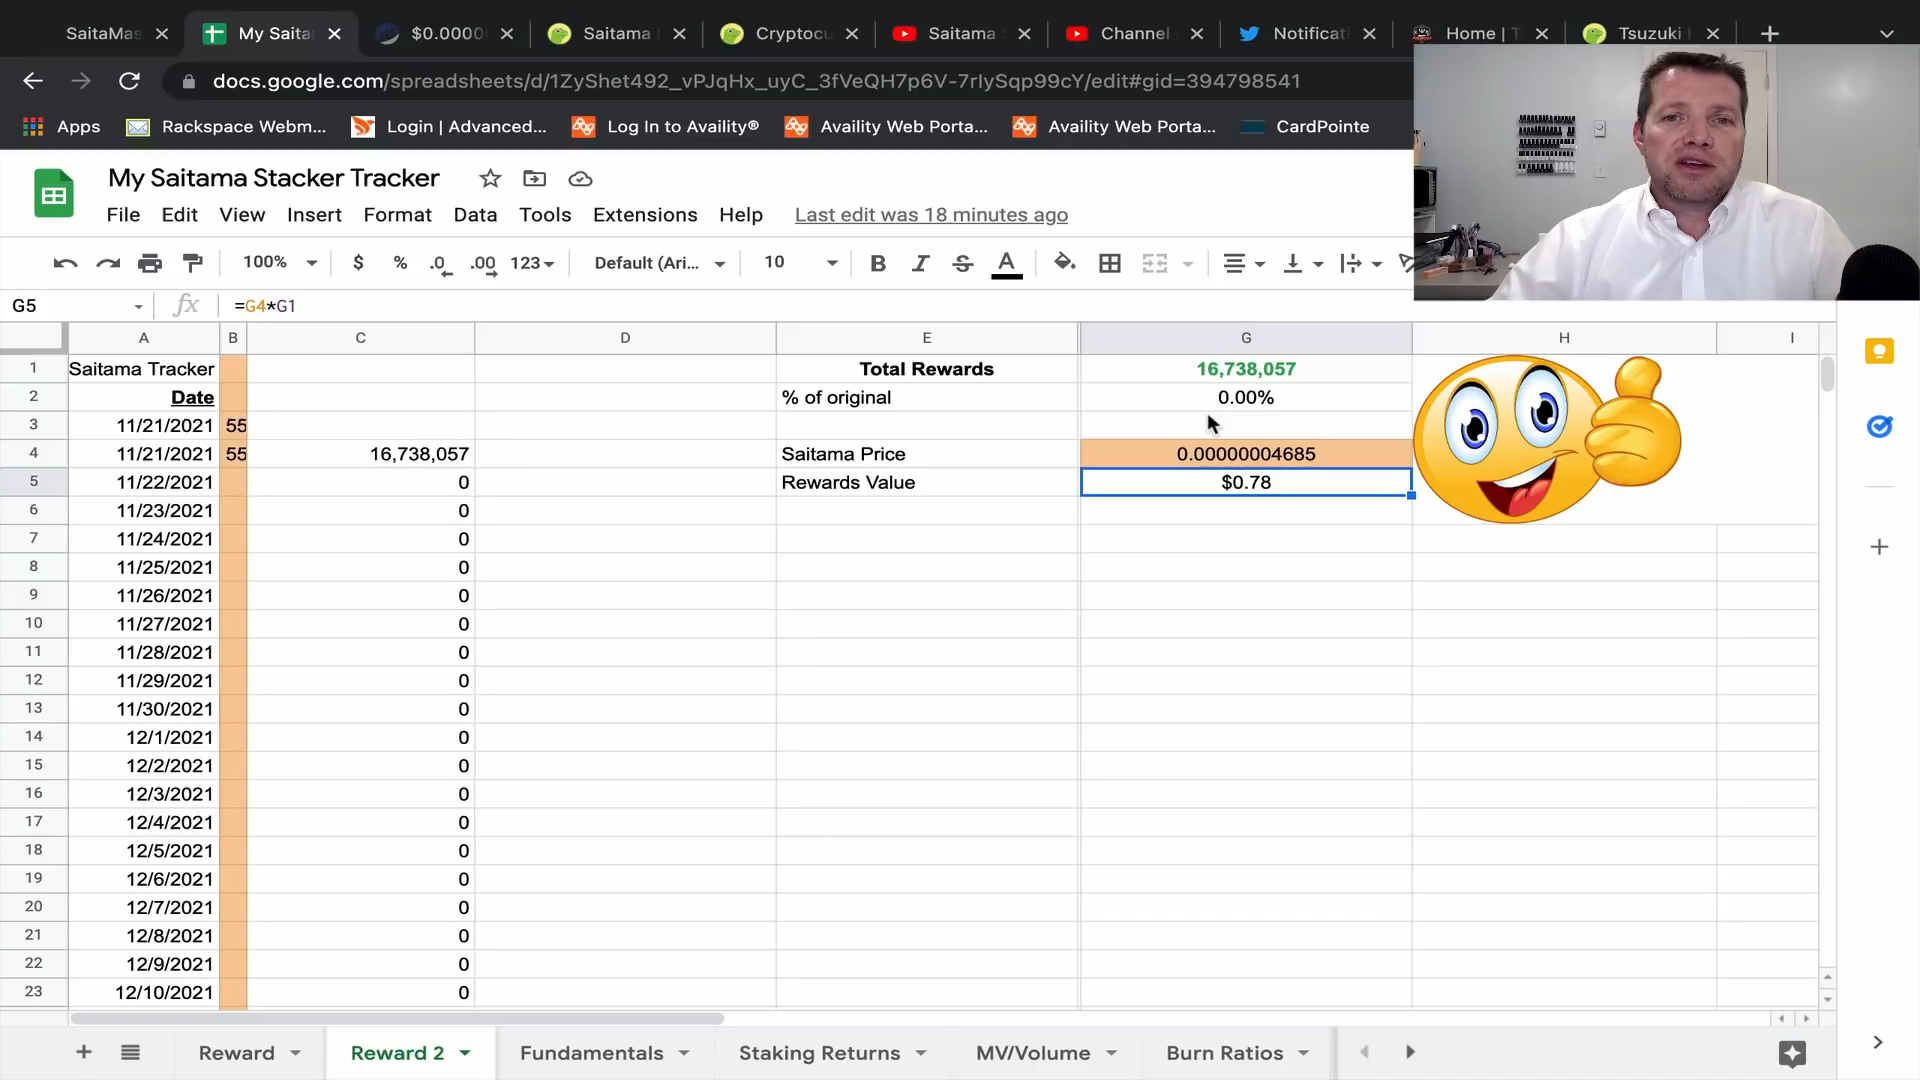 SaitaMas
My Saita
$0.0000
Saitama
Cryptocu
Saitama
Channel
Notificati
Home | T
Tsuzuki
docs.google.com/spreadsheets/d/1ZyShet492_vPJqHx_uyC_3fVeQH7p6V-7rIySqp99cY/edit#gid=394798541
Apps
Rackspace Webm...
Login | Advanced...
Log In to Availity®
Availity Web Porta...
Availity Web Porta...
CardPointe
My Saitama Stacker Tracker
File Edit View Insert Format Data Tools Extensions Help Last edit was 18 minutes ago
100% $ % .0 .00 123 Default (Ari... 10 B I S A
G5 fx =G4*G1
A B C D E G H I
1 Saitama Tracker Total Rewards 16,738,057
2 Date % of original 0.00%
3 11/21/2021 55
4 11/21/2021 55 16,738,057 Saitama Price 0.00000004685
5 11/22/2021 0 Rewards Value $0.78
6 11/23/2021 0
7 11/24/2021 0
8 11/25/2021 0
9 11/26/2021 0
10 11/27/2021 0
11 11/28/2021 0
12 11/29/2021 0
13 11/30/2021 0
14 12/1/2021 0
15 12/2/2021 0
16 12/3/2021 0
17 12/4/2021 0
18 12/5/2021 0
19 12/6/2021 0
20 12/7/2021 0
21 12/8/2021 0
22 12/9/2021 0
23 12/10/2021 0
Reward Reward 2 Fundamentals Staking Returns MV/Volume Burn Ratios